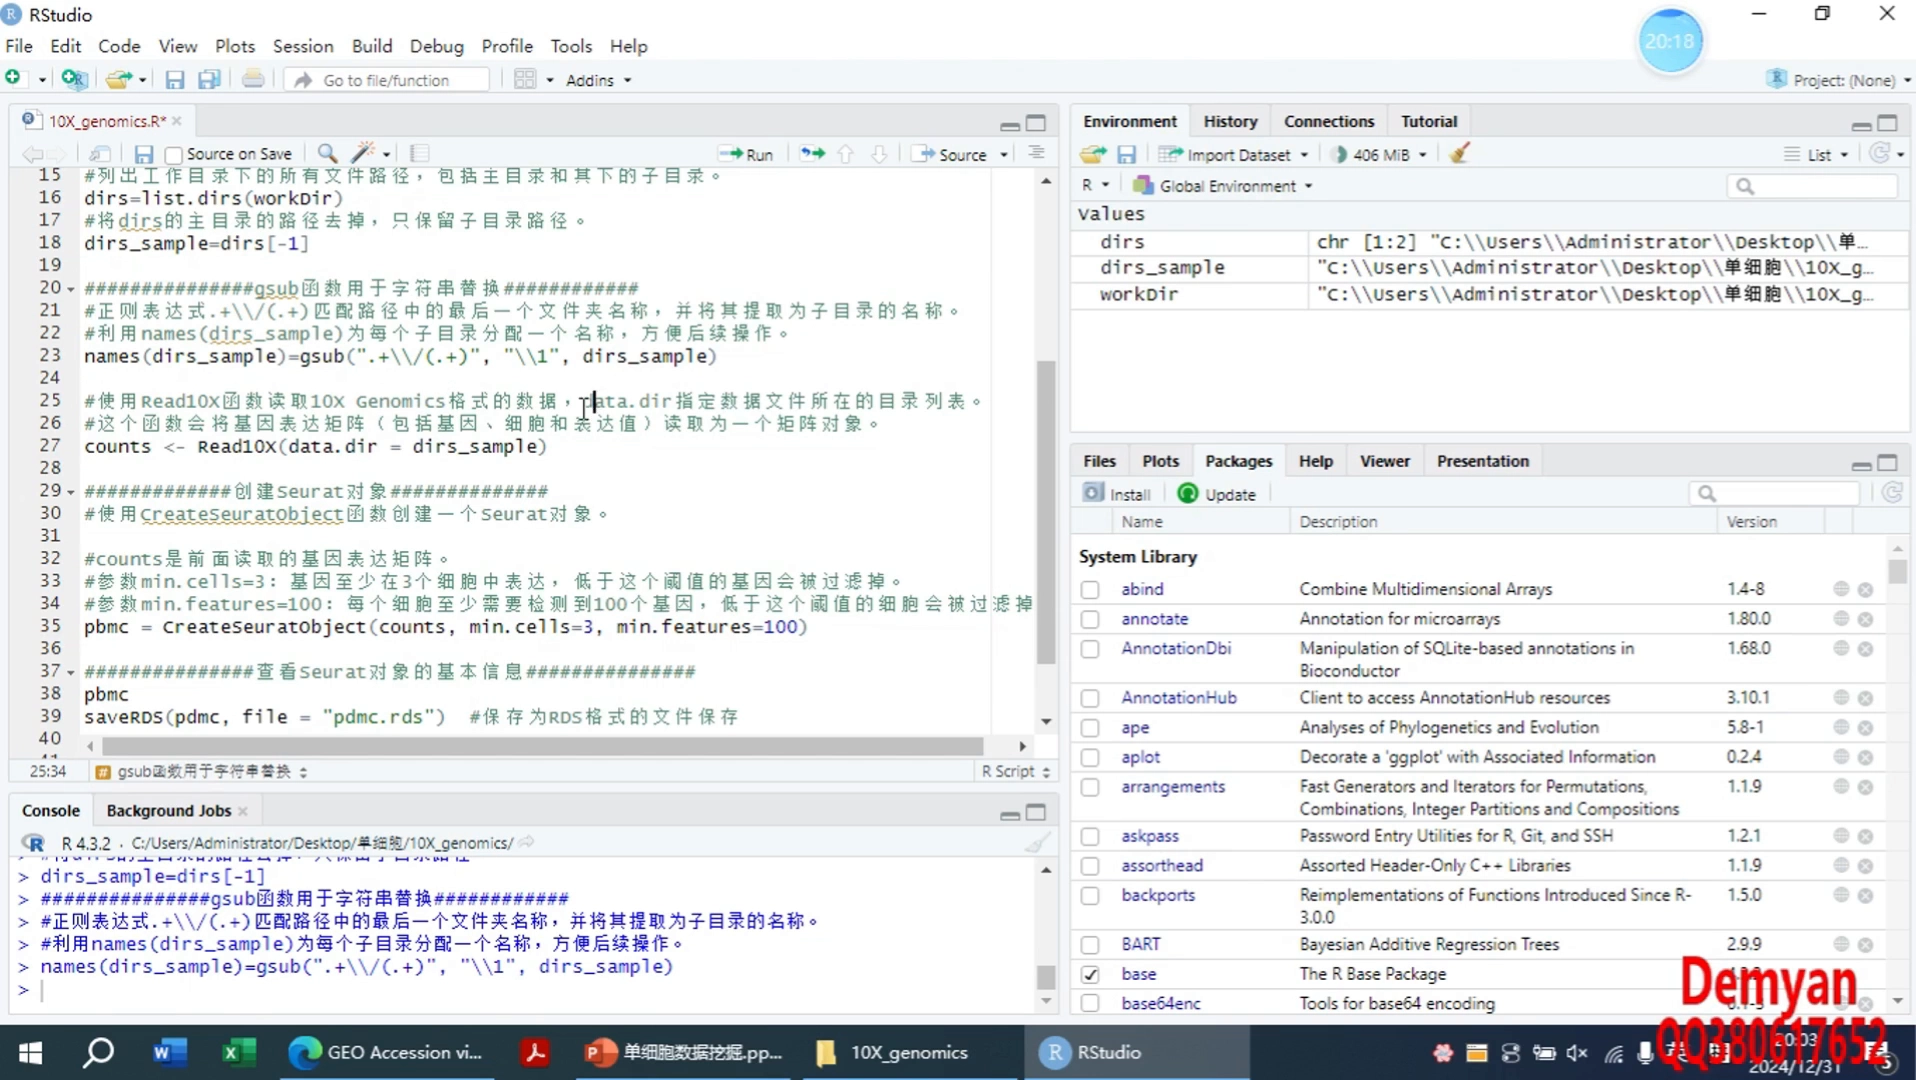 RStudio
20:18
File Edit Code View Plots Session Build Debug Profile Tools Help
Go to file/function
Addins
Project: (None)
10X_genomics.R*
Source on Save
Run
Source
15 #列出工作目录下的所有文件路径，包括主目录和其下的子目录。
16 dirs=list.dirs(workDir)
17 #将dirs的主目录的路径去掉，只保留子目录路径。
18 dirs_sample=dirs[-1]
19
20 ###############gsub函数用于字符串替换############
21 #正则表达式.+\\/(.+)匹配路径中的最后一个文件夹名称，并将其提取为子目录的名称。
22 #利用names(dirs_sample)为每个子目录分配一个名称，方便后续操作。
23 names(dirs_sample)=gsub(".+\\/(.+)", "\\1", dirs_sample)
24
25 #使用Read10X函数读取10X Genomics格式的数据，data.dir指定数据文件所在的目录列表。
26 #这个函数会将基因表达矩阵（包括基因、细胞和表达值）读取为一个矩阵对象。
27 counts <- Read10X(data.dir = dirs_sample)
28
29 #############创建Seurat对象##############
30 #使用CreateSeuratObject函数创建一个Seurat对象。
31
32 #counts是前面读取的基因表达矩阵。
33 #参数min.cells=3：基因至少在3个细胞中表达，低于这个阈值的基因会被过滤掉。
34 #参数min.features=100：每个细胞至少需要检测到100个基因，低于这个阈值的细胞会被过滤掉
35 pbmc = CreateSeuratObject(counts, min.cells=3, min.features=100)
36
37 ###############查看Seurat对象的基本信息###############
38 pbmc
39 saveRDS(pdmc, file = "pdmc.rds") #保存为RDS格式的文件保存
40
25:34
gsub函数用于字符串替换
R Script
Console Background Jobs
R 4.3.2 · C:/Users/Administrator/Desktop/单细胞/10X_genomics/
> #将dirs的主目录的路径去掉，只保留子目录路径
> dirs_sample=dirs[-1]
> ###############gsub函数用于字符串替换############
> #正则表达式.+\\/(.+)匹配路径中的最后一个文件夹名称，并将其提取为子目录的名称。
> #利用names(dirs_sample)为每个子目录分配一个名称，方便后续操作。
> names(dirs_sample)=gsub(".+\\/(.+)", "\\1", dirs_sample)
>
Environment History Connections Tutorial
Import Dataset
406 MiB
List
R
Global Environment
Values
dirs chr [1:2] "C:\\Users\\Administrator\\Desktop\\单…
dirs_sample "C:\\Users\\Administrator\\Desktop\\单细胞\\10X_g…
workDir "C:\\Users\\Administrator\\Desktop\\单细胞\\10X_g…
Files Plots Packages Help Viewer Presentation
Install
Update
Name Description Version
System Library
abind Combine Multidimensional Arrays 1.4-8
annotate Annotation for microarrays 1.80.0
AnnotationDbi Manipulation of SQLite-based annotations in 1.68.0
Bioconductor
AnnotationHub Client to access AnnotationHub resources 3.10.1
ape Analyses of Phylogenetics and Evolution 5.8-1
aplot Decorate a 'ggplot' with Associated Information 0.2.4
arrangements Fast Generators and Iterators for Permutations, 1.1.9
Combinations, Integer Partitions and Compositions
askpass Password Entry Utilities for R, Git, and SSH 1.2.1
assorthead Assorted Header-Only C++ Libraries 1.1.9
backports Reimplementations of Functions Introduced Since R- 1.5.0
3.0.0
BART Bayesian Additive Regression Trees 2.9.9
base The R Base Package
base64enc Tools for base64 encoding
Demyan
QQ380617652
GEO Accession vi...
单细胞数据挖掘.pp...
10X_genomics
RStudio
20:03
2024/12/31